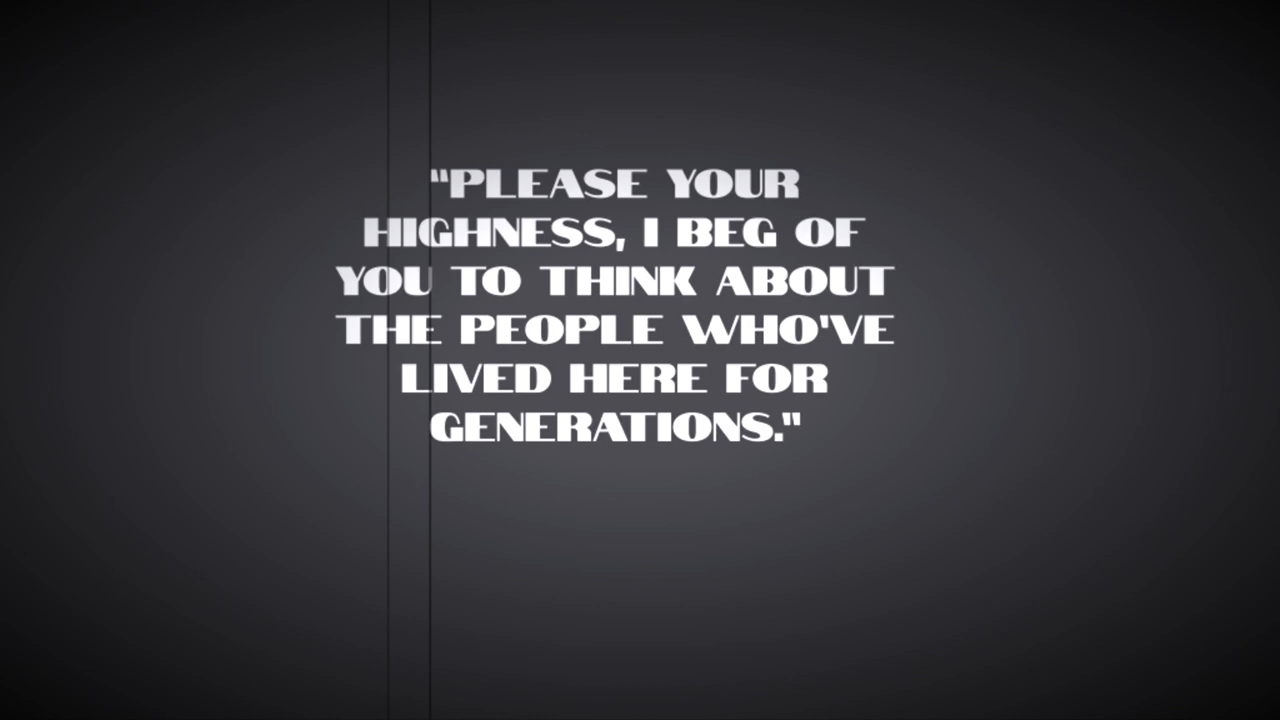 "PLEASE YOUR
HIGHNESS, I BEG OF
YOU TO THINK ABOUT
THE PEOPLE WHO'VE
LIVED HERE FOR
GENERATIONS."